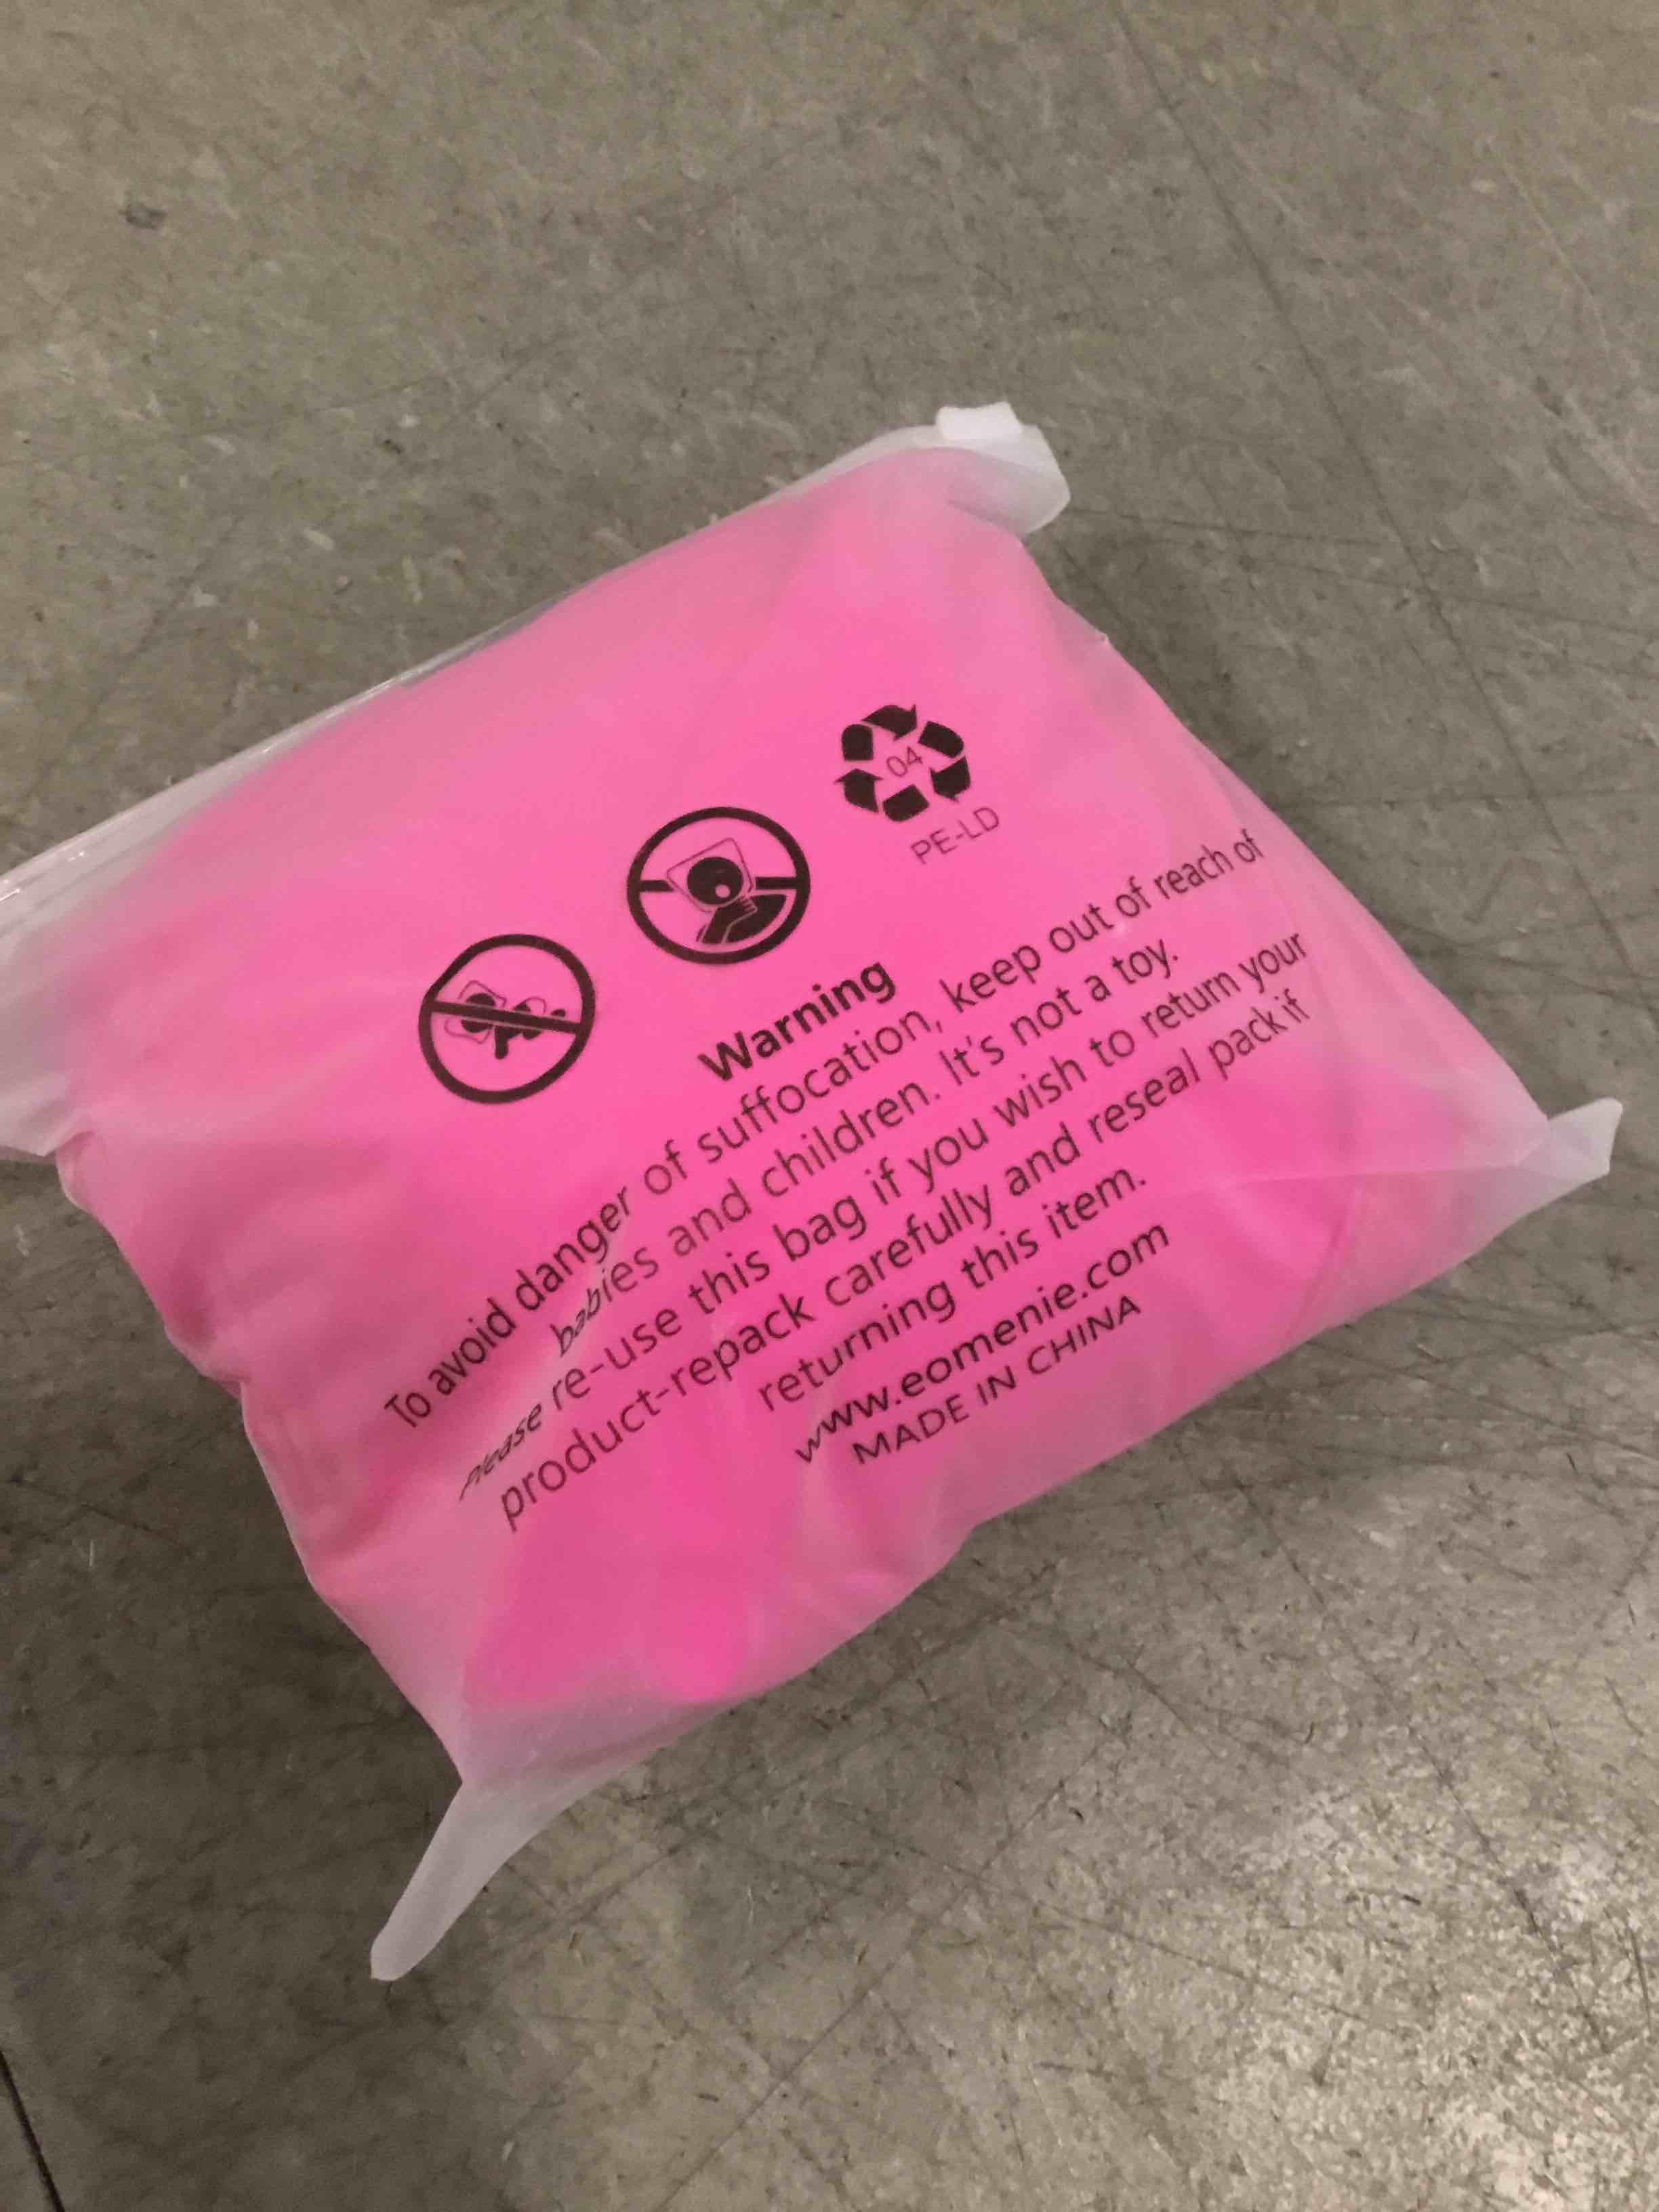 04
PE-LD
Warning
To avoid danger of suffocation, keep out of reach of
babies and children. It's not a toy.
Please re-use this bag if you wish to return your
product-repack carefully and reseal pack if
returning this item.
www.eomenie.com
MADE IN CHINA